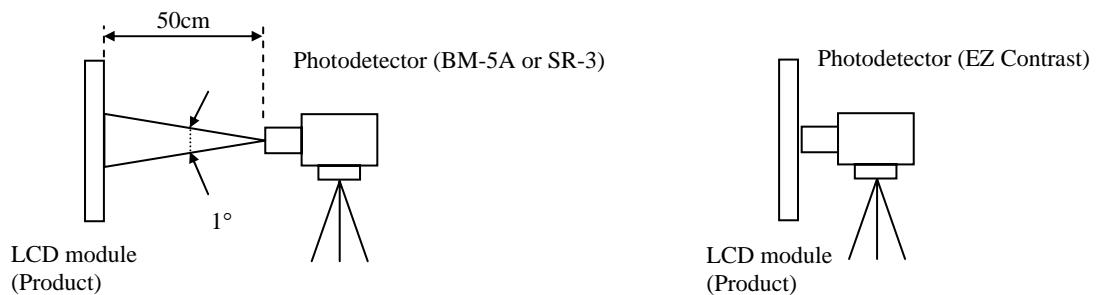 50cm
Photodetector (BM-5A or SR-3)
1°
LCD module
(Product)
Photodetector (EZ Contrast)
LCD module
(Product)